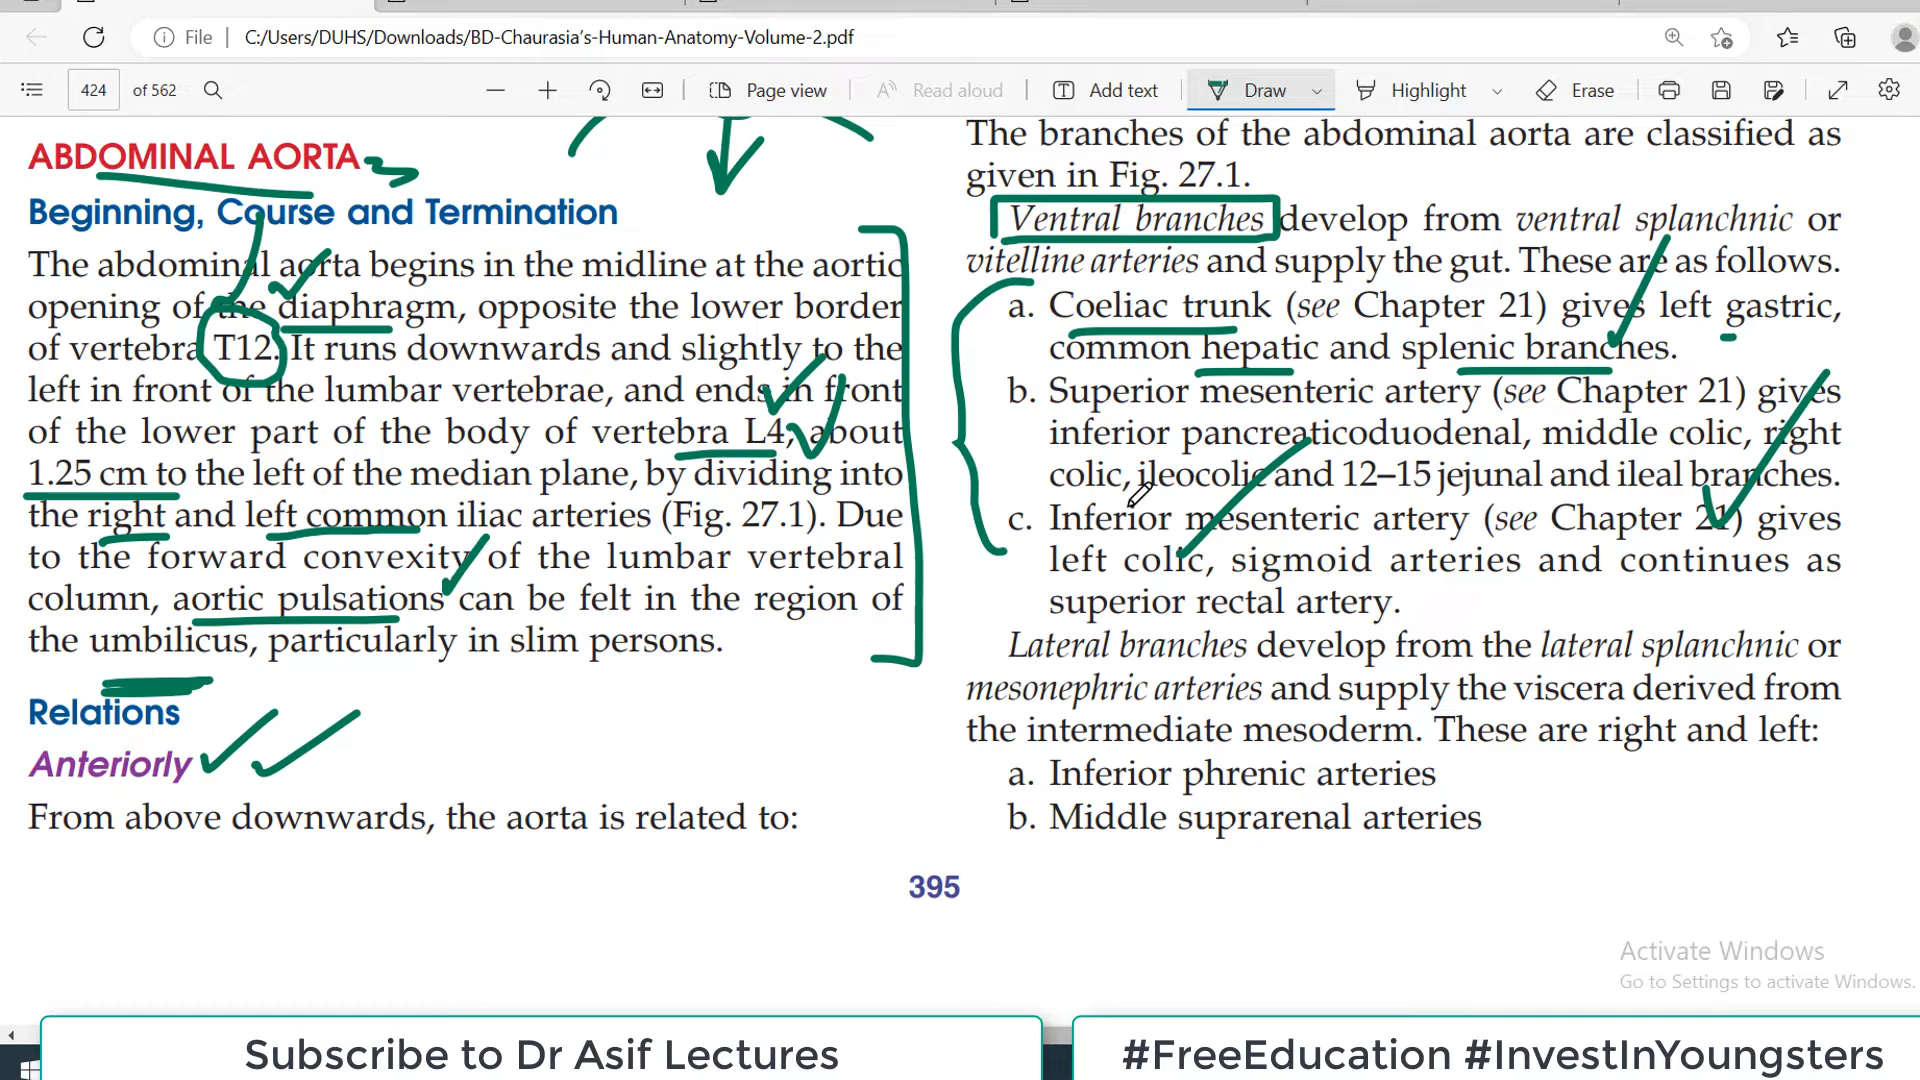 File
C:/Users/DUHS/Downloads/BD-Chaurasia's-Human-Anatomy-Volume-2.pdf
424 of 562
Page view
Read aloud
Add text
Draw
Highlight
Erase
ABDOMINAL AORTA
Beginning, Course and Termination
The abdominal aorta begins in the midline at the aortic
opening of the diaphragm, opposite the lower border
of vertebra T12. It runs downwards and slightly to the
left in front of the lumbar vertebrae, and ends in front
of the lower part of the body of vertebra L4, about
1.25 cm to the left of the median plane, by dividing into
the right and left common iliac arteries (Fig. 27.1). Due
to the forward convexity of the lumbar vertebral
column, aortic pulsations can be felt in the region of
the umbilicus, particularly in slim persons.
Relations
Anteriorly
From above downwards, the aorta is related to:
The branches of the abdominal aorta are classified as
given in Fig. 27.1.
Ventral branches develop from ventral splanchnic or
vitelline arteries and supply the gut. These are as follows.
a. Coeliac trunk (see Chapter 21) gives left gastric,
common hepatic and splenic branches.
b. Superior mesenteric artery (see Chapter 21) gives
inferior pancreaticoduodenal, middle colic, right
colic, ileocolic and 12–15 jejunal and ileal branches.
c. Inferior mesenteric artery (see Chapter 21) gives
left colic, sigmoid arteries and continues as
superior rectal artery.
Lateral branches develop from the lateral splanchnic or
mesonephric arteries and supply the viscera derived from
the intermediate mesoderm. These are right and left:
a. Inferior phrenic arteries
b. Middle suprarenal arteries
395
Activate Windows
Go to Settings to activate Windows.
Subscribe to Dr Asif Lectures
#FreeEducation #InvestInYoungsters